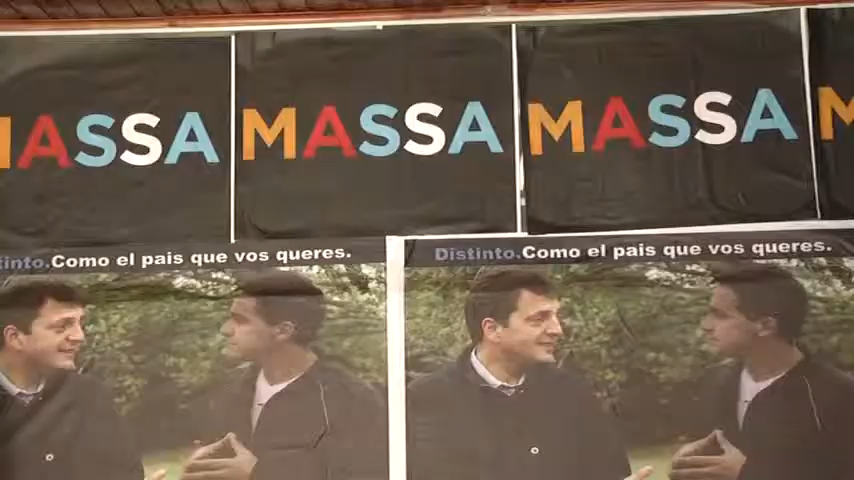 MASSA MASSA MASSA M
Distinto.Como el pais que vos queres. Distinto.Como el pais que vos queres.